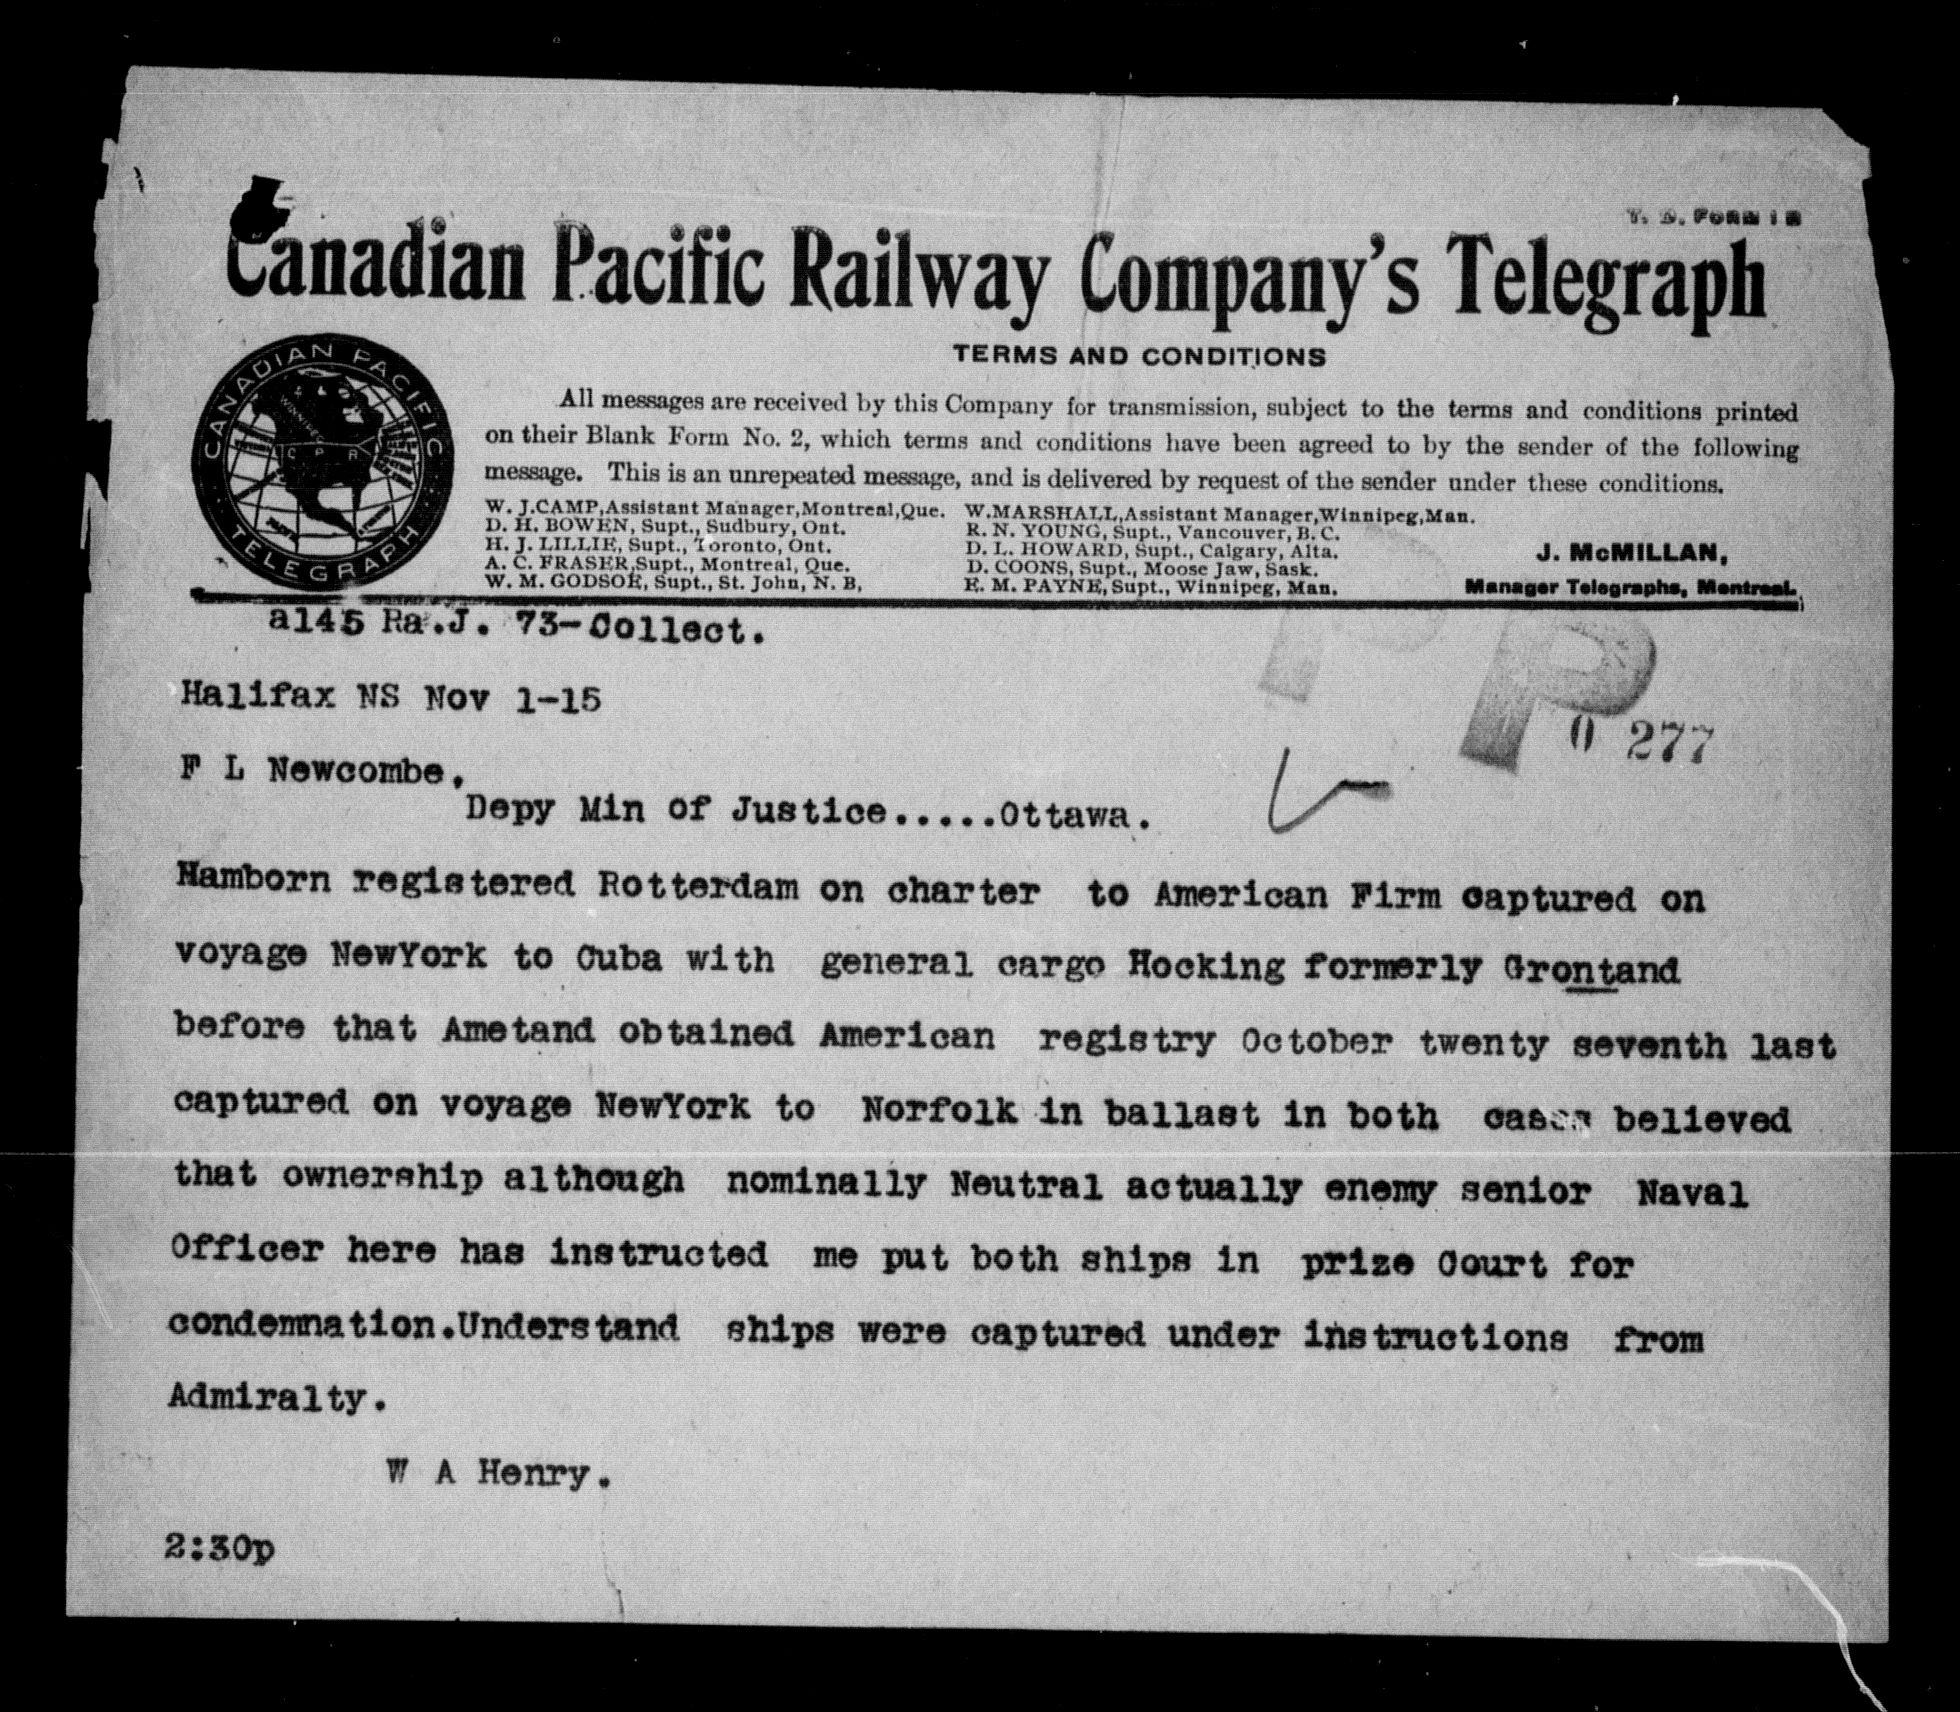 T. D. FORM 1 R
Canadian Pacific Railway Company's Telegraph
TERMS AND CONDITIONS
CANADIAN PACIFIC
WINNIPEG
C P R
TELEGRAPH
All messages are received by this Company for transmission, subject to the terms and conditions printed
on their Blank Form No. 2, which terms and conditions have been agreed to by the sender of the following
message. This is an unrepeated message, and is delivered by request of the sender under these conditions.
W. J.CAMP,Assistant Manager,Montreal,Que. W.MARSHALL,Assistant Manager,Winnipeg,Man.
D. H. BOWEN, Supt., Sudbury, Ont. R. N. YOUNG, Supt., Vancouver, B. C.
H. J. LILLIE, Supt., Toronto, Ont. D. L. HOWARD, Supt., Calgary, Alta.
A. C. FRASER,Supt., Montreal, Que. D. COONS, Supt., Moose Jaw, Sask.
W. M. GODSOE, Supt., St. John, N. B, E. M. PAYNE, Supt., Winnipeg, Man.
J. McMILLAN,
Manager Telegraphs, Montreal.
a145 Ra.J. 73-Collect.
Halifax NS Nov 1-15
P P
0 277
F L Newcombe,
Depy Min of Justice.....Ottawa.
Hamborn registered Rotterdam on charter to American Firm captured on
voyage NewYork to Cuba with general cargo Hocking formerly Grontand
before that Ametand obtained American registry October twenty seventh last
captured on voyage NewYork to Norfolk in ballast in both cases believed
that ownership although nominally Neutral actually enemy senior Naval
Officer here has instructed me put both ships in prize Court for
condemnation.Understand ships were captured under instructions from
Admiralty.
W A Henry.
2:30p